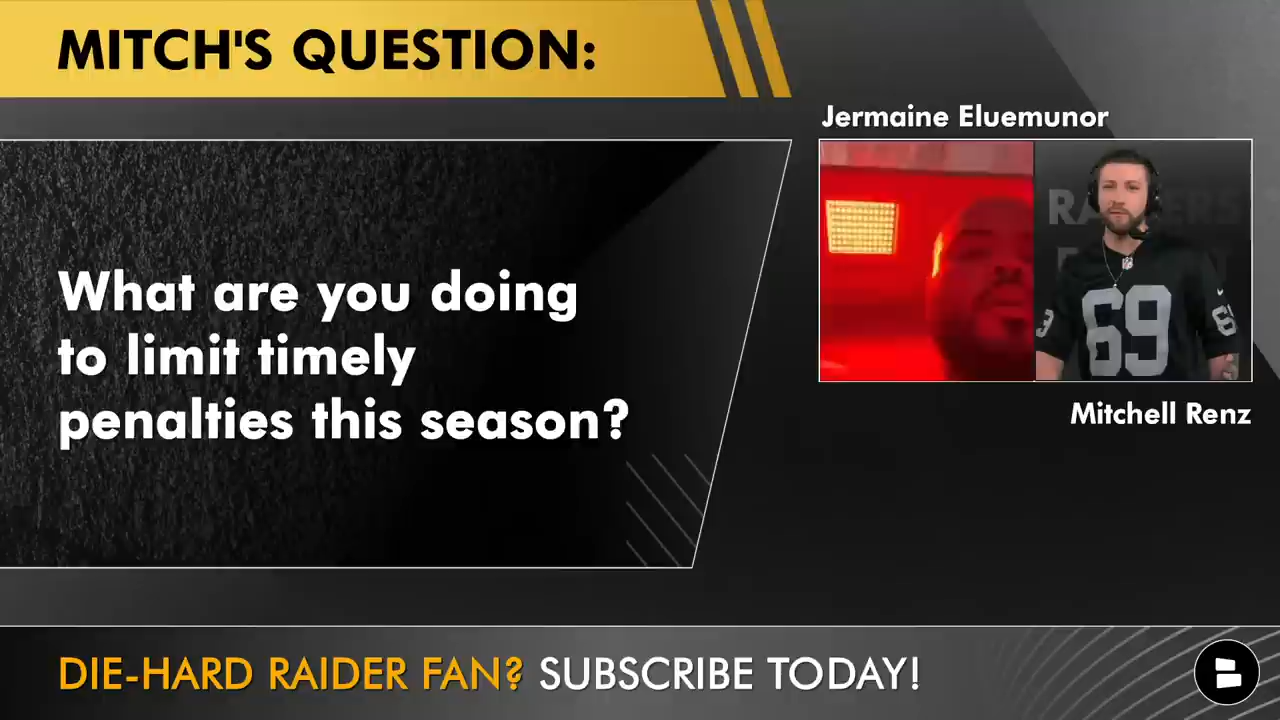 MITCH'S QUESTION:
Jermaine Eluemunor
What are you doing
to limit timely
penalties this season?
69
Mitchell Renz
DIE-HARD RAIDER FAN? SUBSCRIBE TODAY!